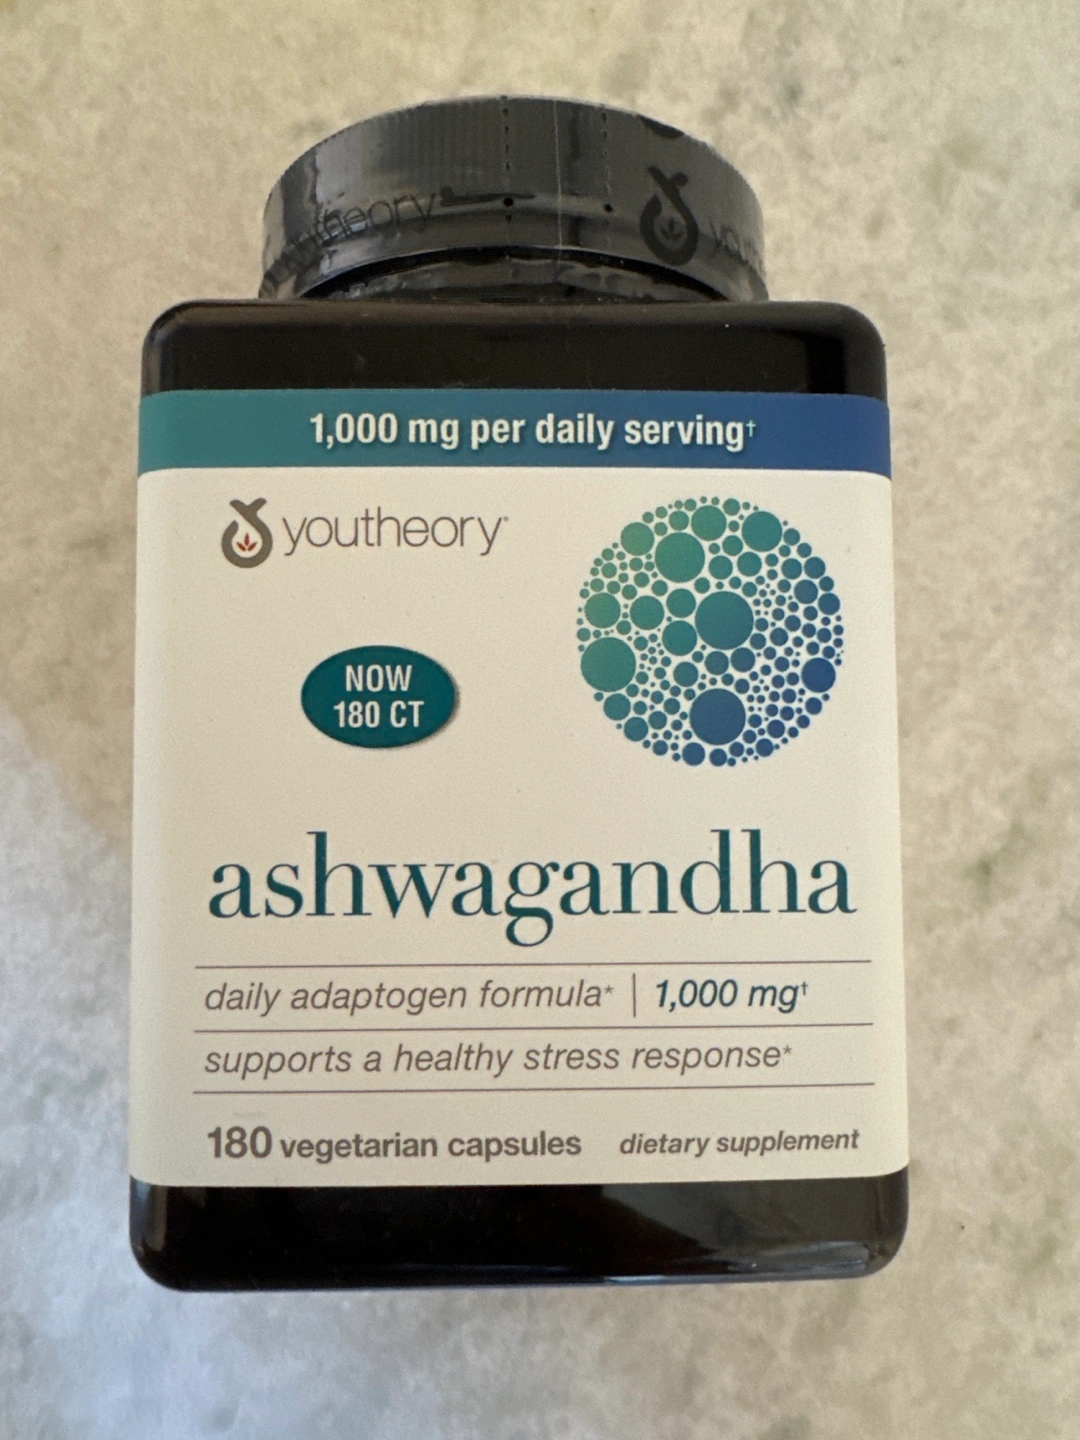 youtheory
1,000 mg per daily serving†
youtheory
NOW
180 CT
ashwagandha
daily adaptogen formula* | 1,000 mg†
supports a healthy stress response*
180 vegetarian capsules dietary supplement